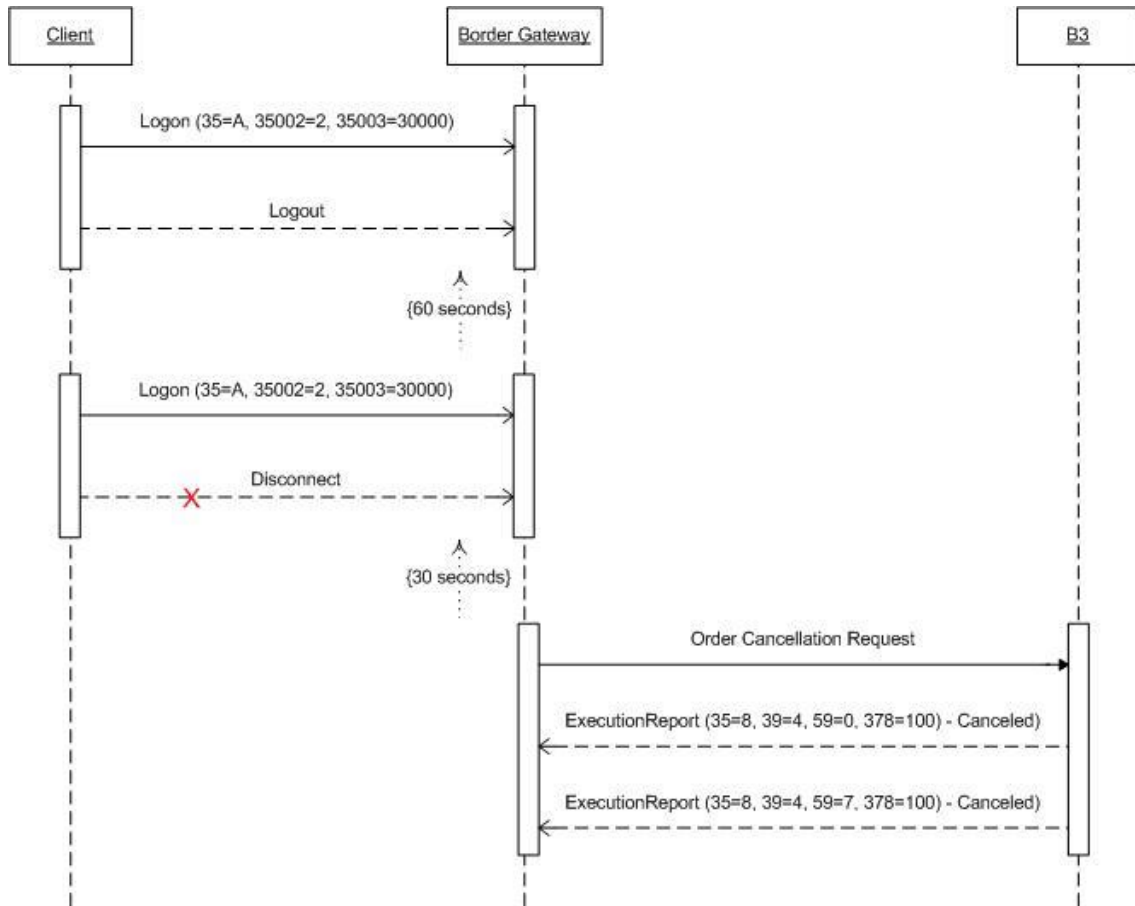 Client
Border Gateway
B3
Logon (35=A, 35002=2, 35003=30000)
Logout
{60 seconds}
Logon (35=A, 35002=2, 35003=30000)
Disconnect
{30 seconds}
Order Cancellation Request
ExecutionReport (35=8, 39=4, 59=0, 378=100) - Canceled)
ExecutionReport (35=8, 39=4, 59=7, 378=100) - Canceled)